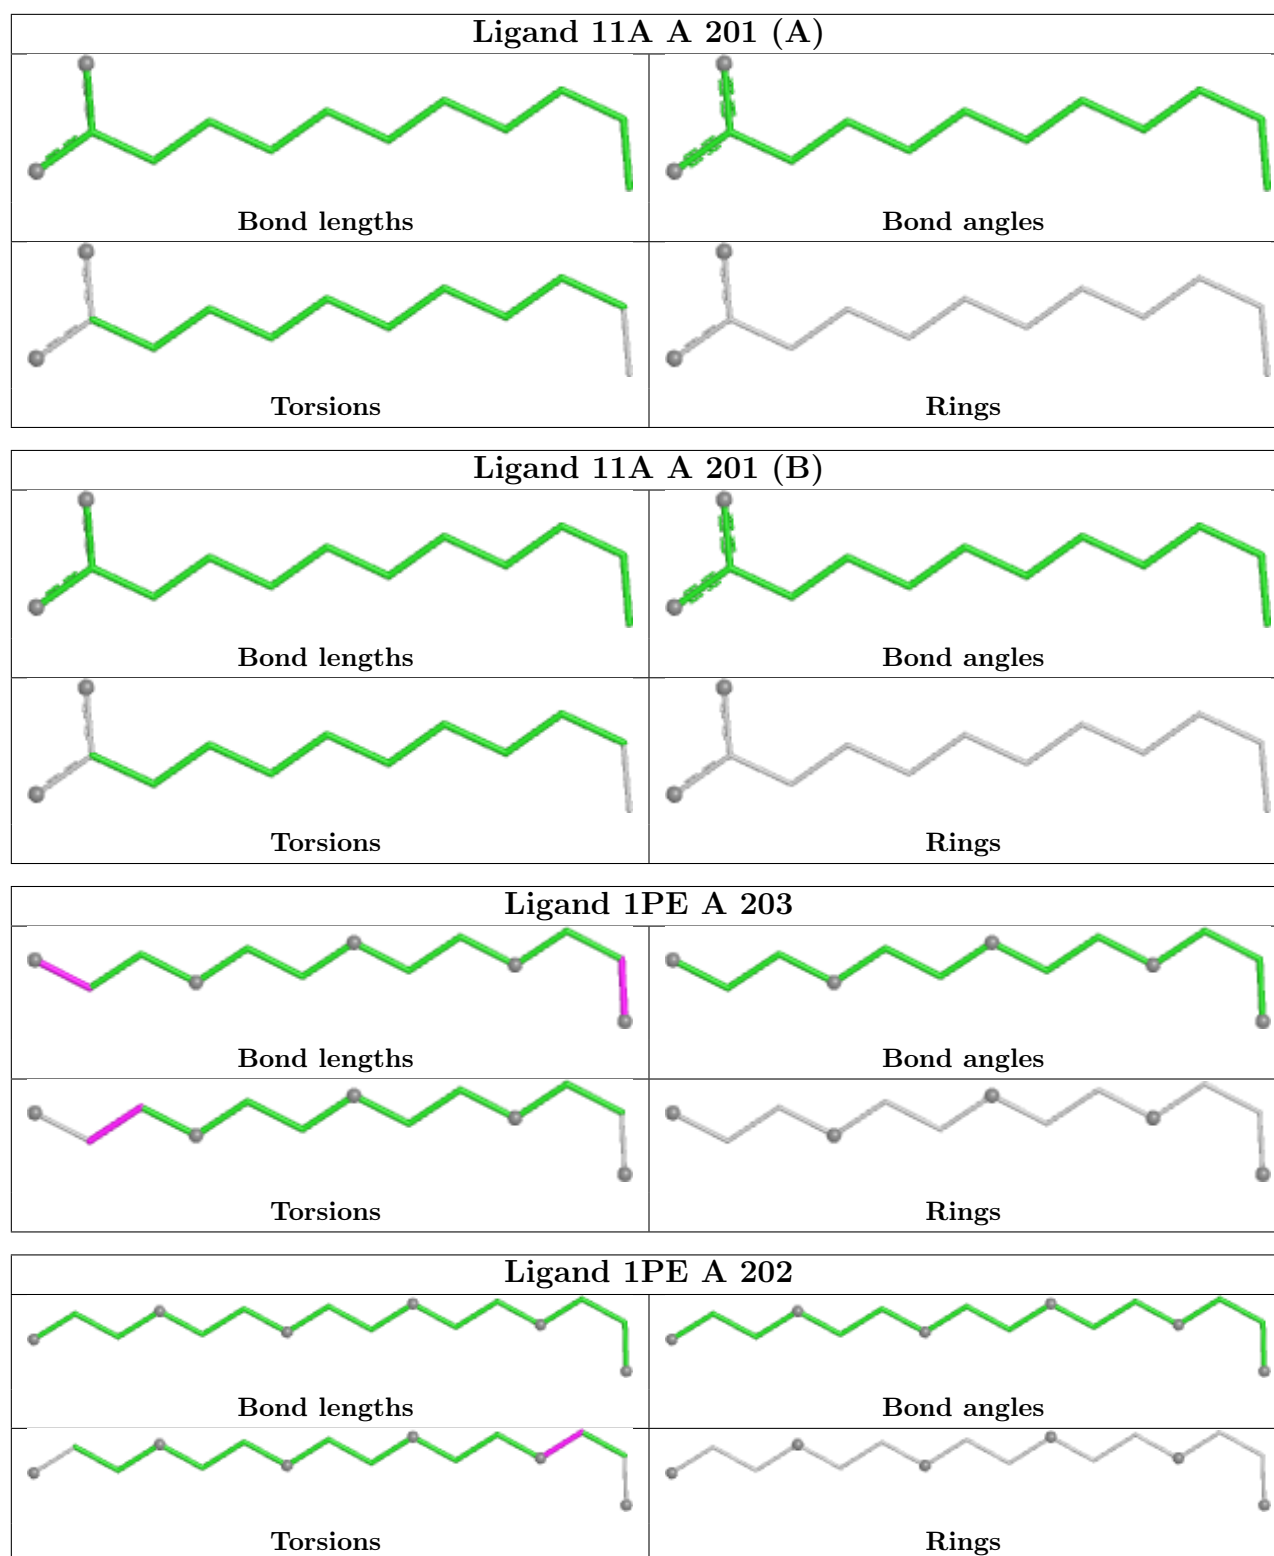 Ligand 11A A 201 (A)
Bond lengths
Bond angles
Torsions
Rings
Ligand 11A A 201 (B)
Bond lengths
Bond angles
Torsions
Rings
Ligand 1PE A 203
Bond lengths
Bond angles
Torsions
Rings
Ligand 1PE A 202
Bond lengths
Bond angles
Torsions
Rings